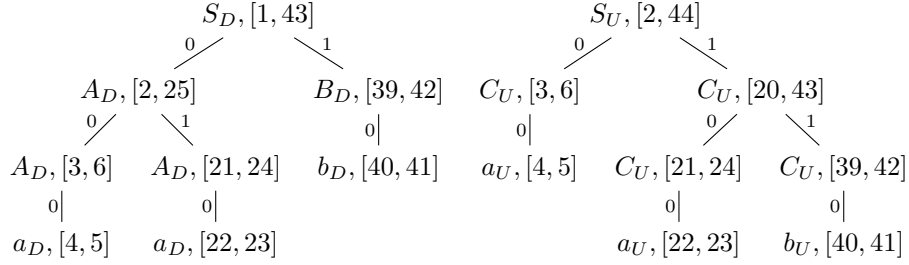 S_D, [1, 43] S_U, [2, 44]
0 1 0 1
A_D, [2, 25] B_D, [39, 42] C_U, [3, 6] C_U, [20, 43]
0 1 0 0 0 1
A_D, [3, 6] A_D, [21, 24] b_D, [40, 41] a_U, [4, 5] C_U, [21, 24] C_U, [39, 42]
0 0 0 0
a_D, [4, 5] a_D, [22, 23] a_U, [22, 23] b_U, [40, 41]